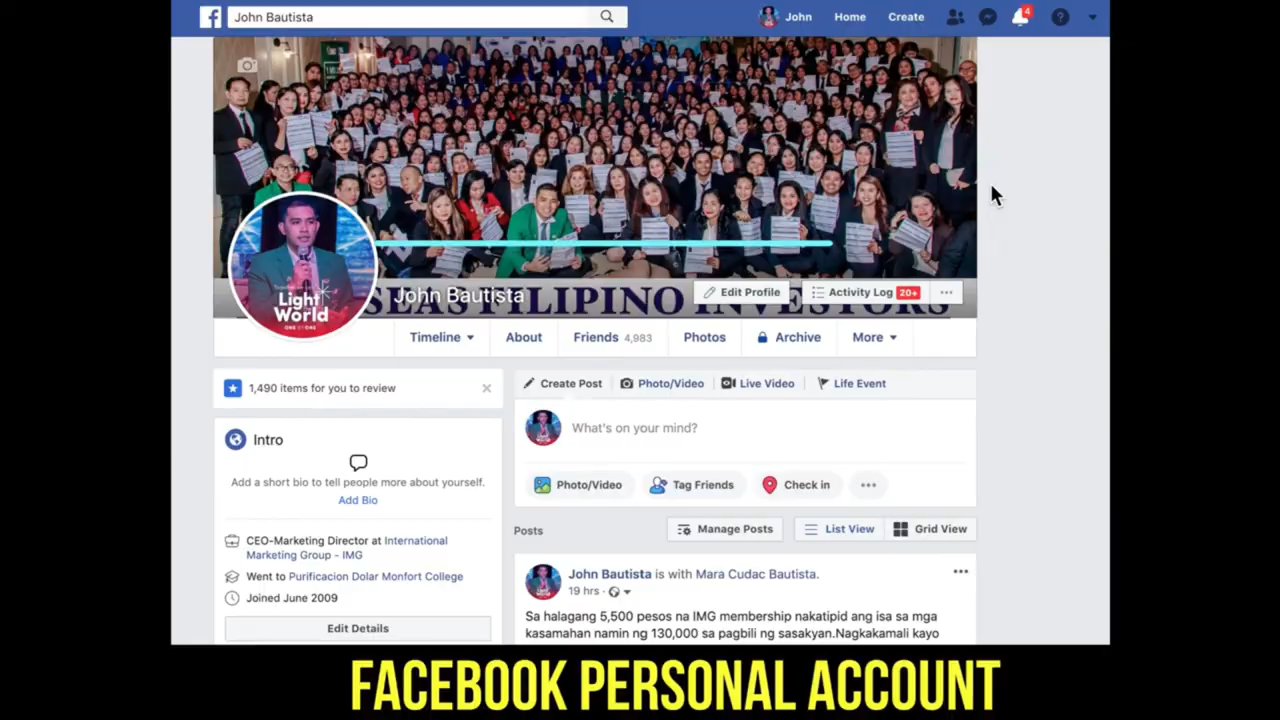 John Bautista
John
Home
Create
4
SEAS FILIPINO INVESTORS
John Bautista
Edit Profile
Activity Log 20+
Light
World
ONE BY ONE
Timeline
About
Friends 4,983
Photos
Archive
More
1,490 items for you to review
Create Post
Photo/Video
Live Video
Life Event
What's on your mind?
Intro
Add a short bio to tell people more about yourself.
Add Bio
Photo/Video
Tag Friends
Check in
Posts
Manage Posts
List View
Grid View
CEO-Marketing Director at International
Marketing Group - IMG
Went to Purificacion Dolar Monfort College
Joined June 2009
Edit Details
John Bautista is with Mara Cudac Bautista.
19 hrs ·
Sa halagang 5,500 pesos na IMG membership nakatipid ang isa sa mga
kasamahan namin ng 130,000 sa pagbili ng sasakyan.Nagkakamali kayo
FACEBOOK PERSONAL ACCOUNT